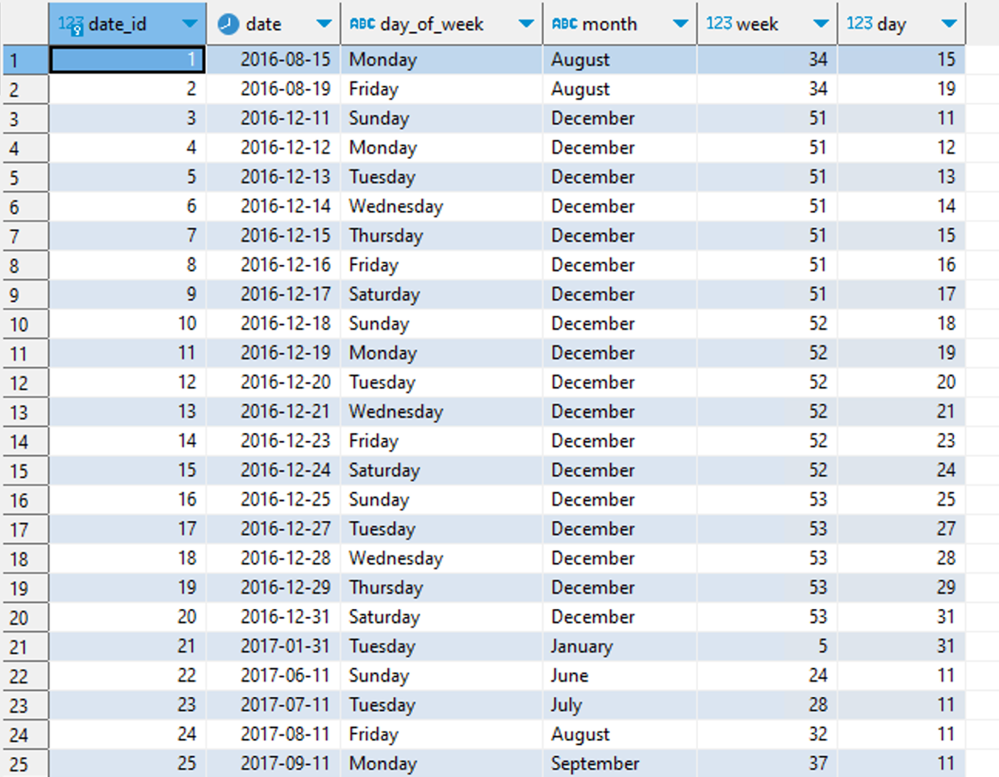 123 date_id date ABC day_of_week ABC month 123 week 123 day
1 1 2016-08-15 Monday August 34 15
2 2 2016-08-19 Friday August 34 19
3 3 2016-12-11 Sunday December 51 11
4 4 2016-12-12 Monday December 51 12
5 5 2016-12-13 Tuesday December 51 13
6 6 2016-12-14 Wednesday December 51 14
7 7 2016-12-15 Thursday December 51 15
8 8 2016-12-16 Friday December 51 16
9 9 2016-12-17 Saturday December 51 17
10 10 2016-12-18 Sunday December 52 18
11 11 2016-12-19 Monday December 52 19
12 12 2016-12-20 Tuesday December 52 20
13 13 2016-12-21 Wednesday December 52 21
14 14 2016-12-23 Friday December 52 23
15 15 2016-12-24 Saturday December 52 24
16 16 2016-12-25 Sunday December 53 25
17 17 2016-12-27 Tuesday December 53 27
18 18 2016-12-28 Wednesday December 53 28
19 19 2016-12-29 Thursday December 53 29
20 20 2016-12-31 Saturday December 53 31
21 21 2017-01-31 Tuesday January 5 31
22 22 2017-06-11 Sunday June 24 11
23 23 2017-07-11 Tuesday July 28 11
24 24 2017-08-11 Friday August 32 11
25 25 2017-09-11 Monday September 37 11